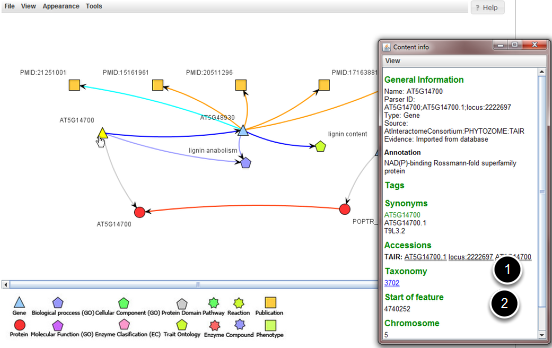 File View Appearance Tools
? Help
PMID:21251001 PMID:15161961 PMID:20511296 PMID:17163881
AT5G14700
AT5G48930
lignin content
lignin anabolism
AT5G14700
POPTR_
Gene Biological proccess (GO) Cellular Component (GO) Protein Domain Pathway Reaction Publication
Protein Molecular Function (GO) Enzyme Classification (EC) Trait Ontology Enzyme Compound Phenotype
Content info
View
General Information
Name: AT5G14700
Parser ID:
AT5G14700;AT5G14700.1;locus:2222697
Type: Gene
Source:
AtInteractomeConsortium:PHYTOZOME:TAIR
Evidence: Imported from database
Annotation
NAD(P)-binding Rossmann-fold superfamily
protein
Tags
Synonyms
AT5G14700
AT5G14700.1
T9L3.2
Accessions
TAIR: AT5G14700.1 locus:2222697 AT5G14700
1
Taxonomy
3702
2
Start of feature
4740252
Chromosome
5